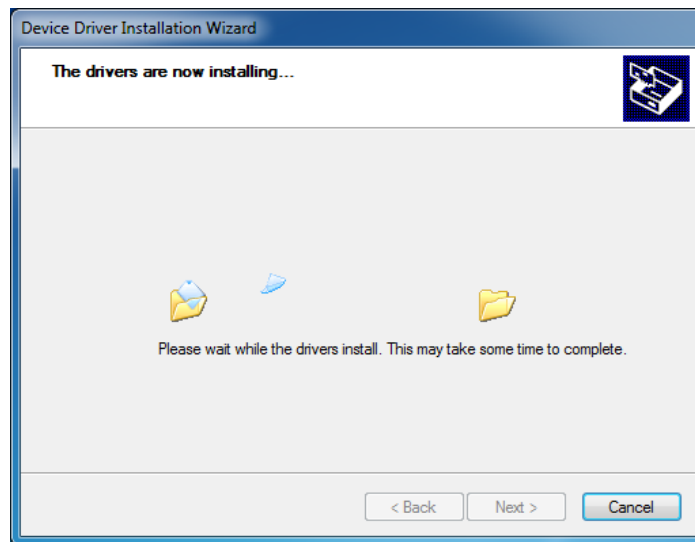 Device Driver Installation Wizard
The drivers are now installing...
Please wait while the drivers install. This may take some time to complete.
< Back Next > Cancel